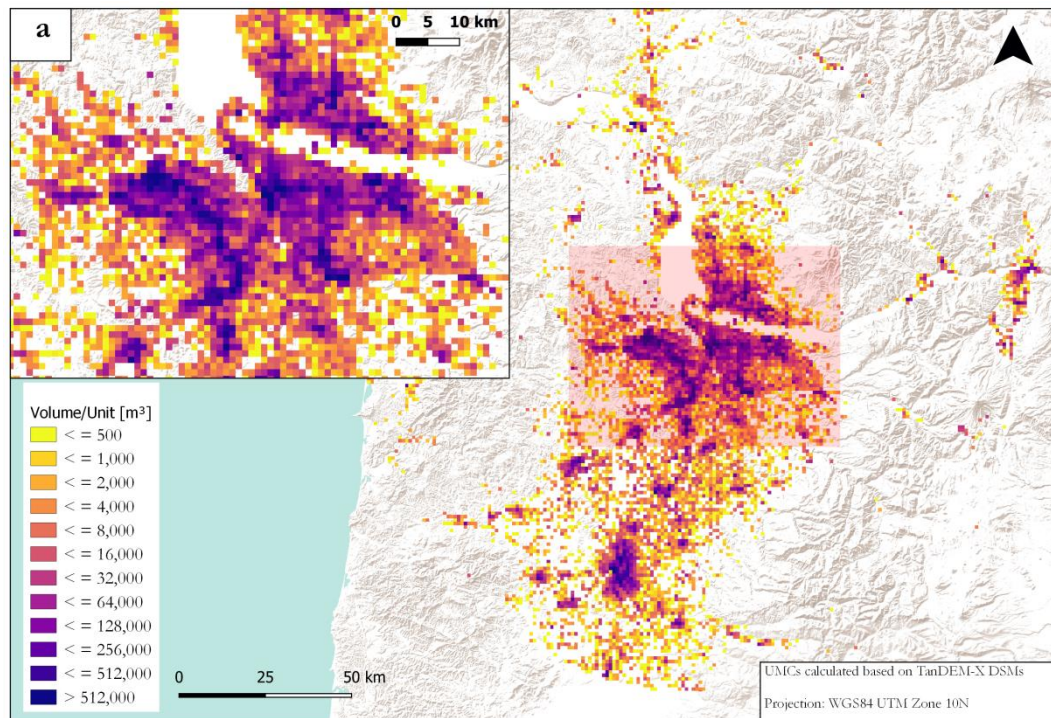 a
0 5 10 km
Volume/Unit [m³]
< = 500
< = 1,000
< = 2,000
< = 4,000
< = 8,000
< = 16,000
< = 32,000
< = 64,000
< = 128,000
< = 256,000
< = 512,000
> 512,000
0 25 50 km
UMCs calculated based on TanDEM-X DSMs
Projection: WGS84 UTM Zone 10N